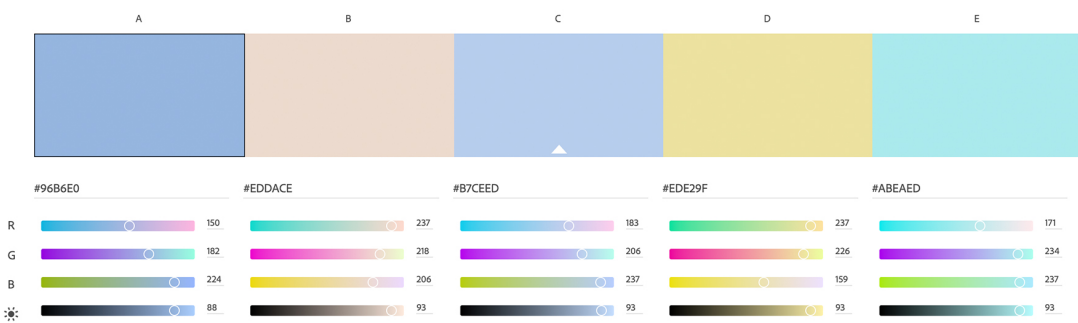 A B C D E
#96B6E0 #EDDACE #B7CEED #EDE29F #ABEAED
R 150 237 183 237 171
G 182 218 206 226 234
B 224 206 237 159 237
88 93 93 93 93